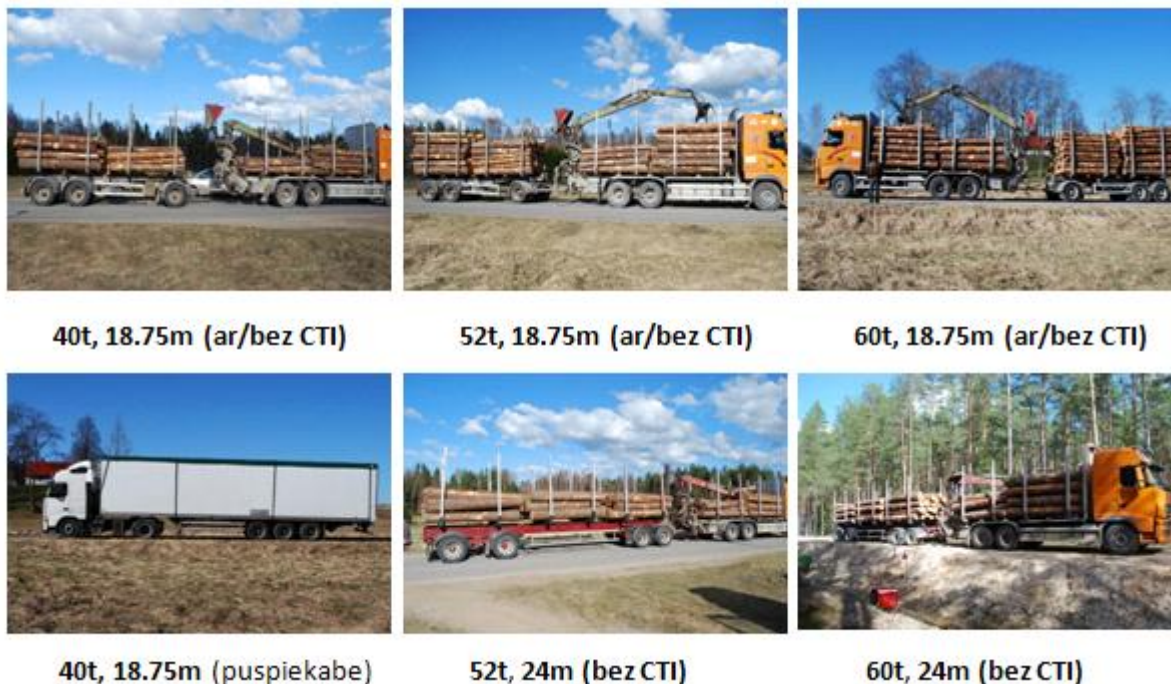 40t, 18.75m (ar/bez CTI)
52t, 18.75m (ar/bez CTI)
60t, 18.75m (ar/bez CTI)
40t, 18.75m (puspiekabe)
52t, 24m (bez CTI)
60t, 24m (bez CTI)